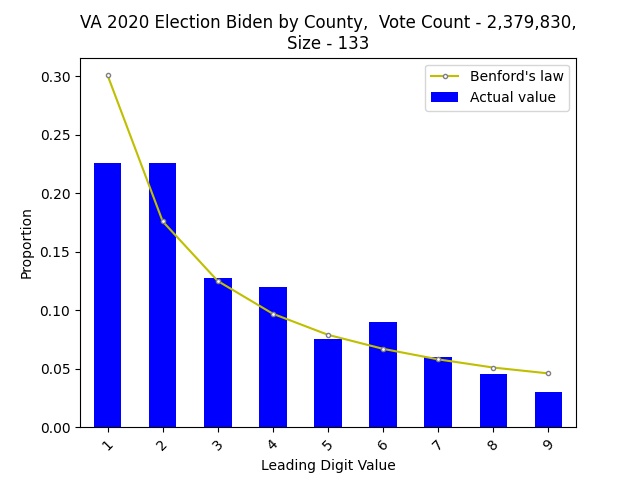 VA 2020 Election Biden by County,  Vote Count - 2,379,830,
Size - 133
Benford's law
Actual value
Proportion
0.30
0.25
0.20
0.15
0.10
0.05
0.00
1
2
3
4
5
6
7
8
9
Leading Digit Value